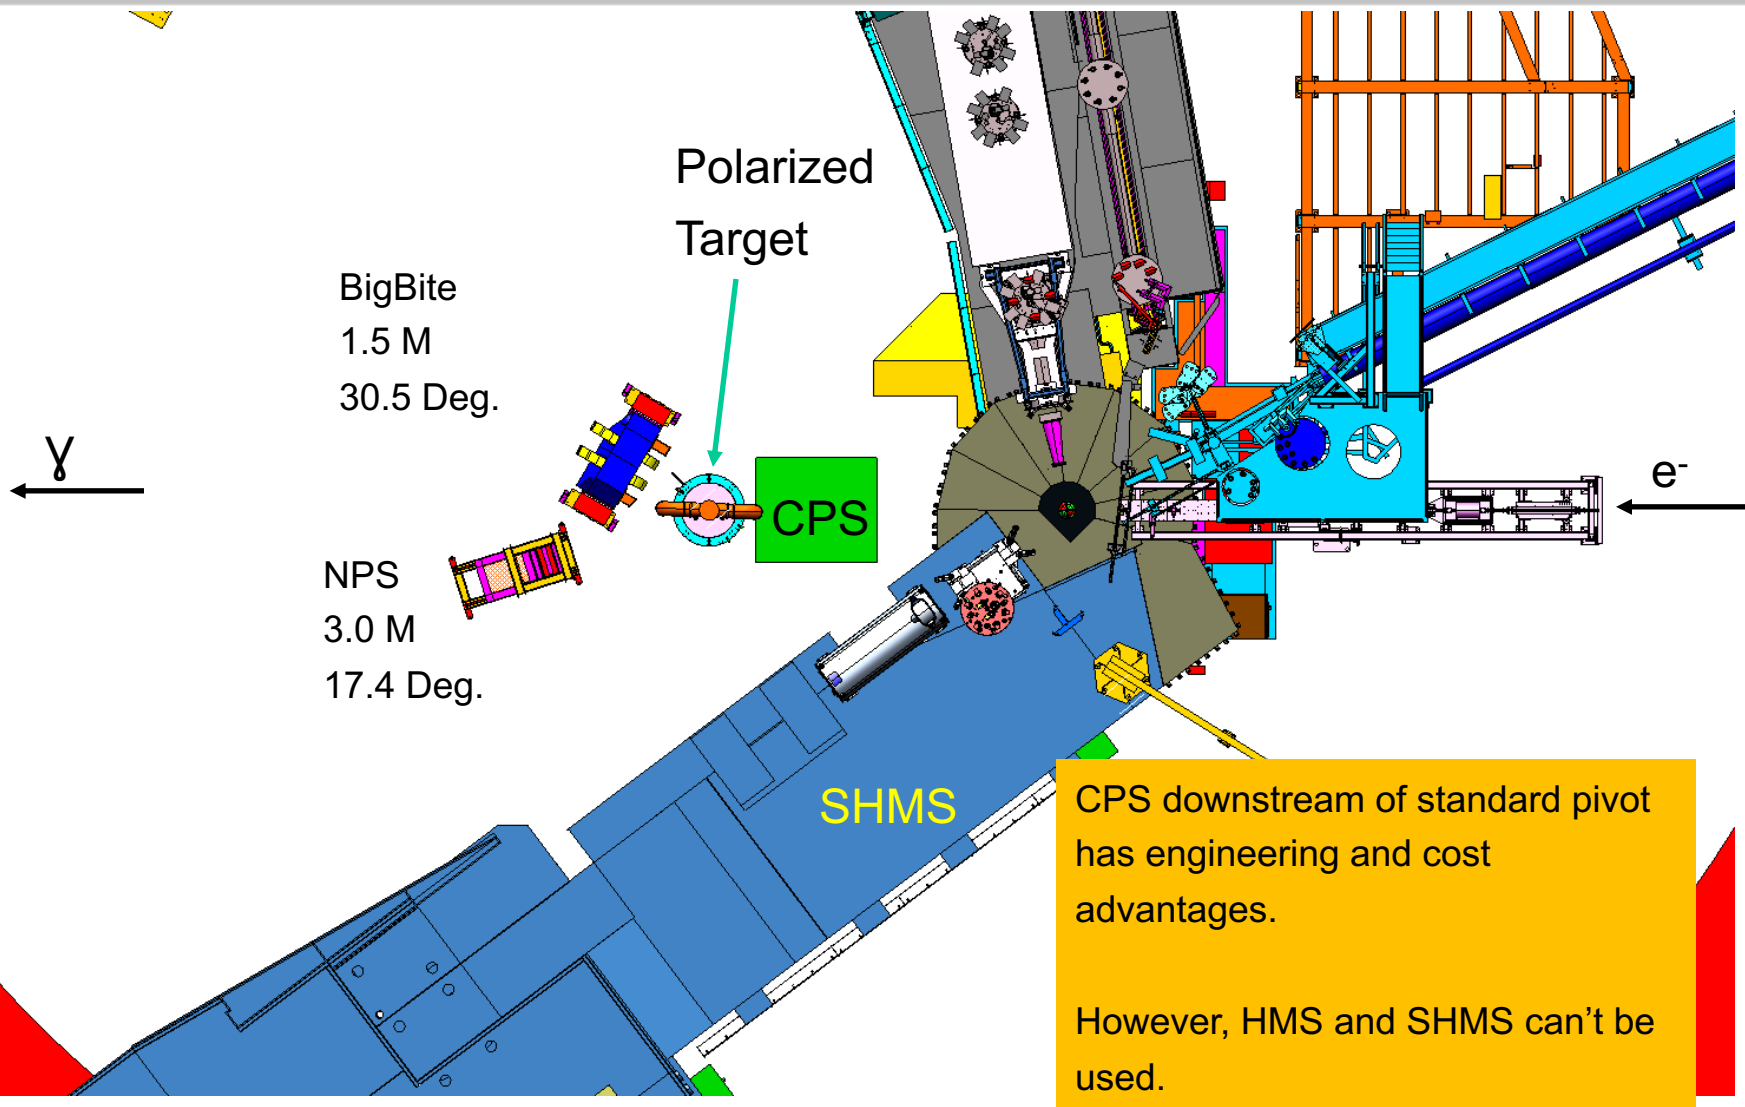 Polarized
Target
BigBite
1.5 M
30.5 Deg.
ɣ
CPS
e-
NPS
3.0 M
17.4 Deg.
SHMS
CPS downstream of standard pivot
has engineering and cost
advantages.
However, HMS and SHMS can’t be
used.